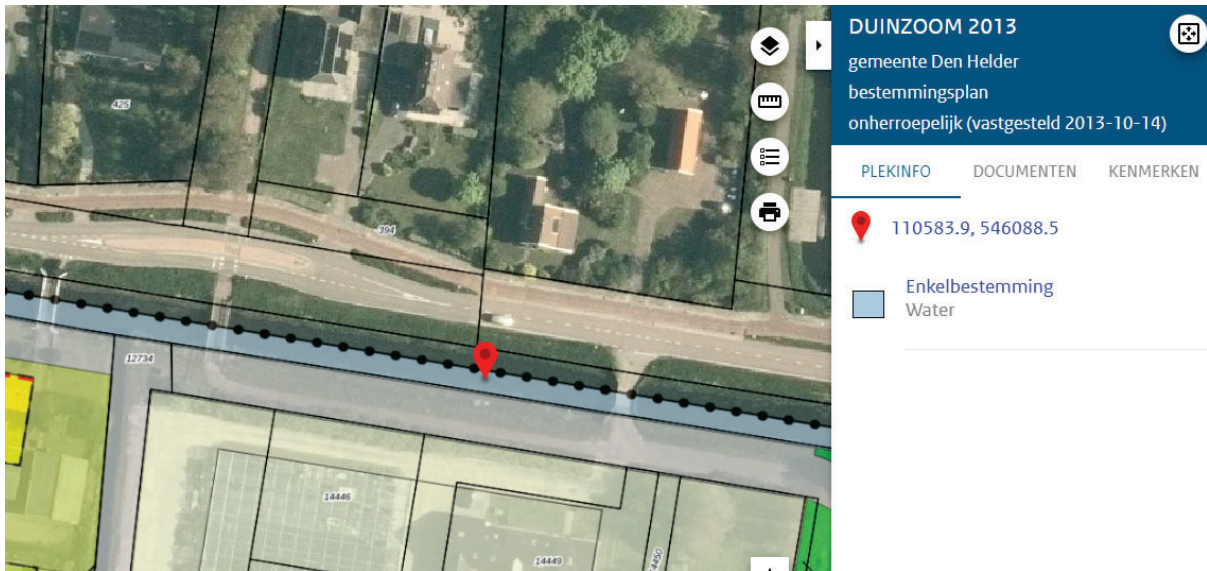 DUINZOOM 2013
gemeente Den Helder
bestemmingsplan
onherroepelijk (vastgesteld 2013-10-14)
PLEKINFO DOCUMENTEN KENMERKEN
110583.9, 546088.5
Enkelbestemming
Water
425
394
12734
14446
14449
14450